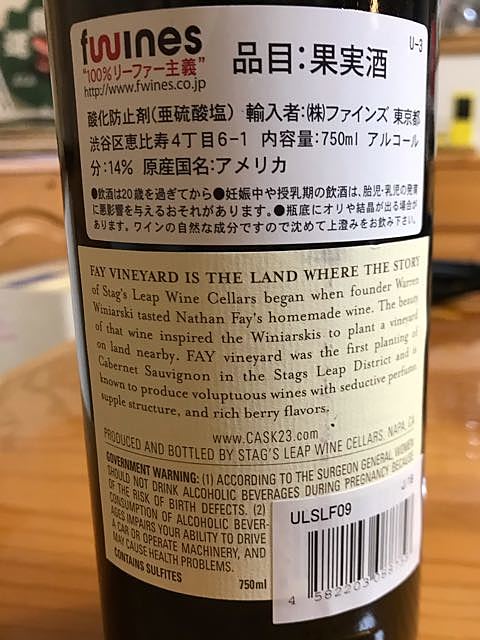 fwines
"100%リーファー主義"
http://www.fwines.co.jp
品目:果実酒
U-3
酸化防止剤(亜硫酸塩) 輸入者:(株)ファインズ 東京都
渋谷区恵比寿4丁目6-1 内容量:750ml アルコール
分:14% 原産国名:アメリカ
●飲酒は20歳を過ぎてから●妊娠中や授乳期の飲酒は、胎児・乳児の発育
に悪影響を与えるおそれがあります。●瓶底にオリや結晶が出る場合が
あります。ワインの自然な成分ですので沈めて上澄みをお飲み下さい。
FAY VINEYARD IS THE LAND WHERE THE STORY
of Stag's Leap Wine Cellars began when founder Warren
Winiarski tasted Nathan Fay's homemade wine. The beauty
of that wine inspired the Winiarskis to plant a vineyard
on land nearby. FAY vineyard was the first planting of
Cabernet Sauvignon in the Stags Leap District and is
known to produce voluptuous wines with seductive perfume,
supple structure, and rich berry flavors.
www.CASK23.com
PRODUCED AND BOTTLED BY STAG'S LEAP WINE CELLARS, NAPA, CA
GOVERNMENT WARNING: (1) ACCORDING TO THE SURGEON GENERAL, WOMEN
SHOULD NOT DRINK ALCOHOLIC BEVERAGES DURING PREGNANCY BECAUSE
OF THE RISK OF BIRTH DEFECTS. (2)
CONSUMPTION OF ALCOHOLIC BEVER-
AGES IMPAIRS YOUR ABILITY TO DRIVE
A CAR OR OPERATE MACHINERY, AND
MAY CAUSE HEALTH PROBLEMS.
CONTAINS SULFITES
750ml
J-16
ULSLF09
4 582203